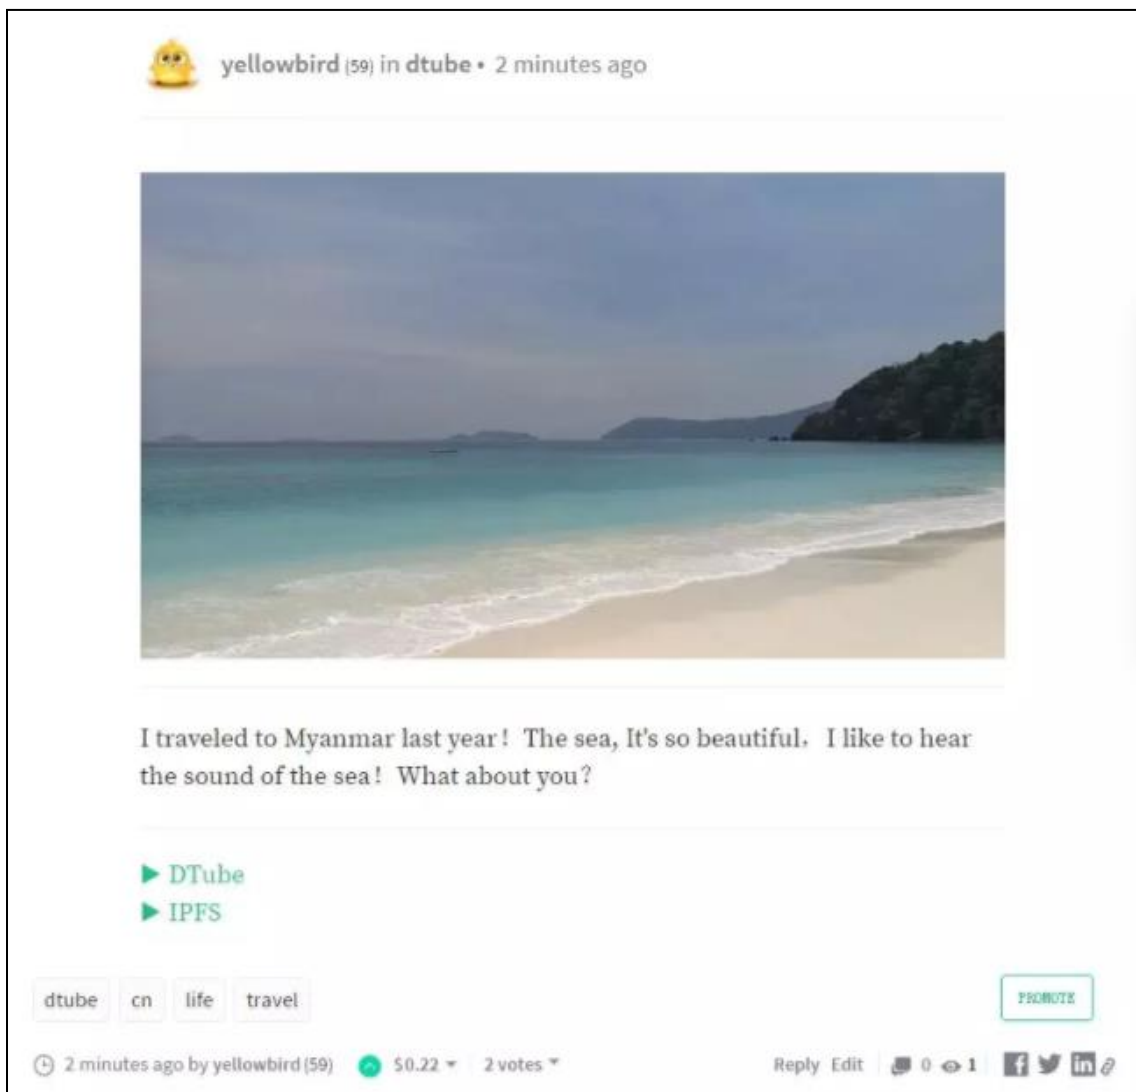 yellowbird (59) in dtube • 2 minutes ago
I traveled to Myanmar last year！ The sea, It's so beautiful， I like to hear
the sound of the sea！ What about you？
▶ DTube
▶ IPFS
dtube cn life travel
PROMOTE
2 minutes ago by yellowbird (59) $0.22 2 votes Reply Edit 0 1